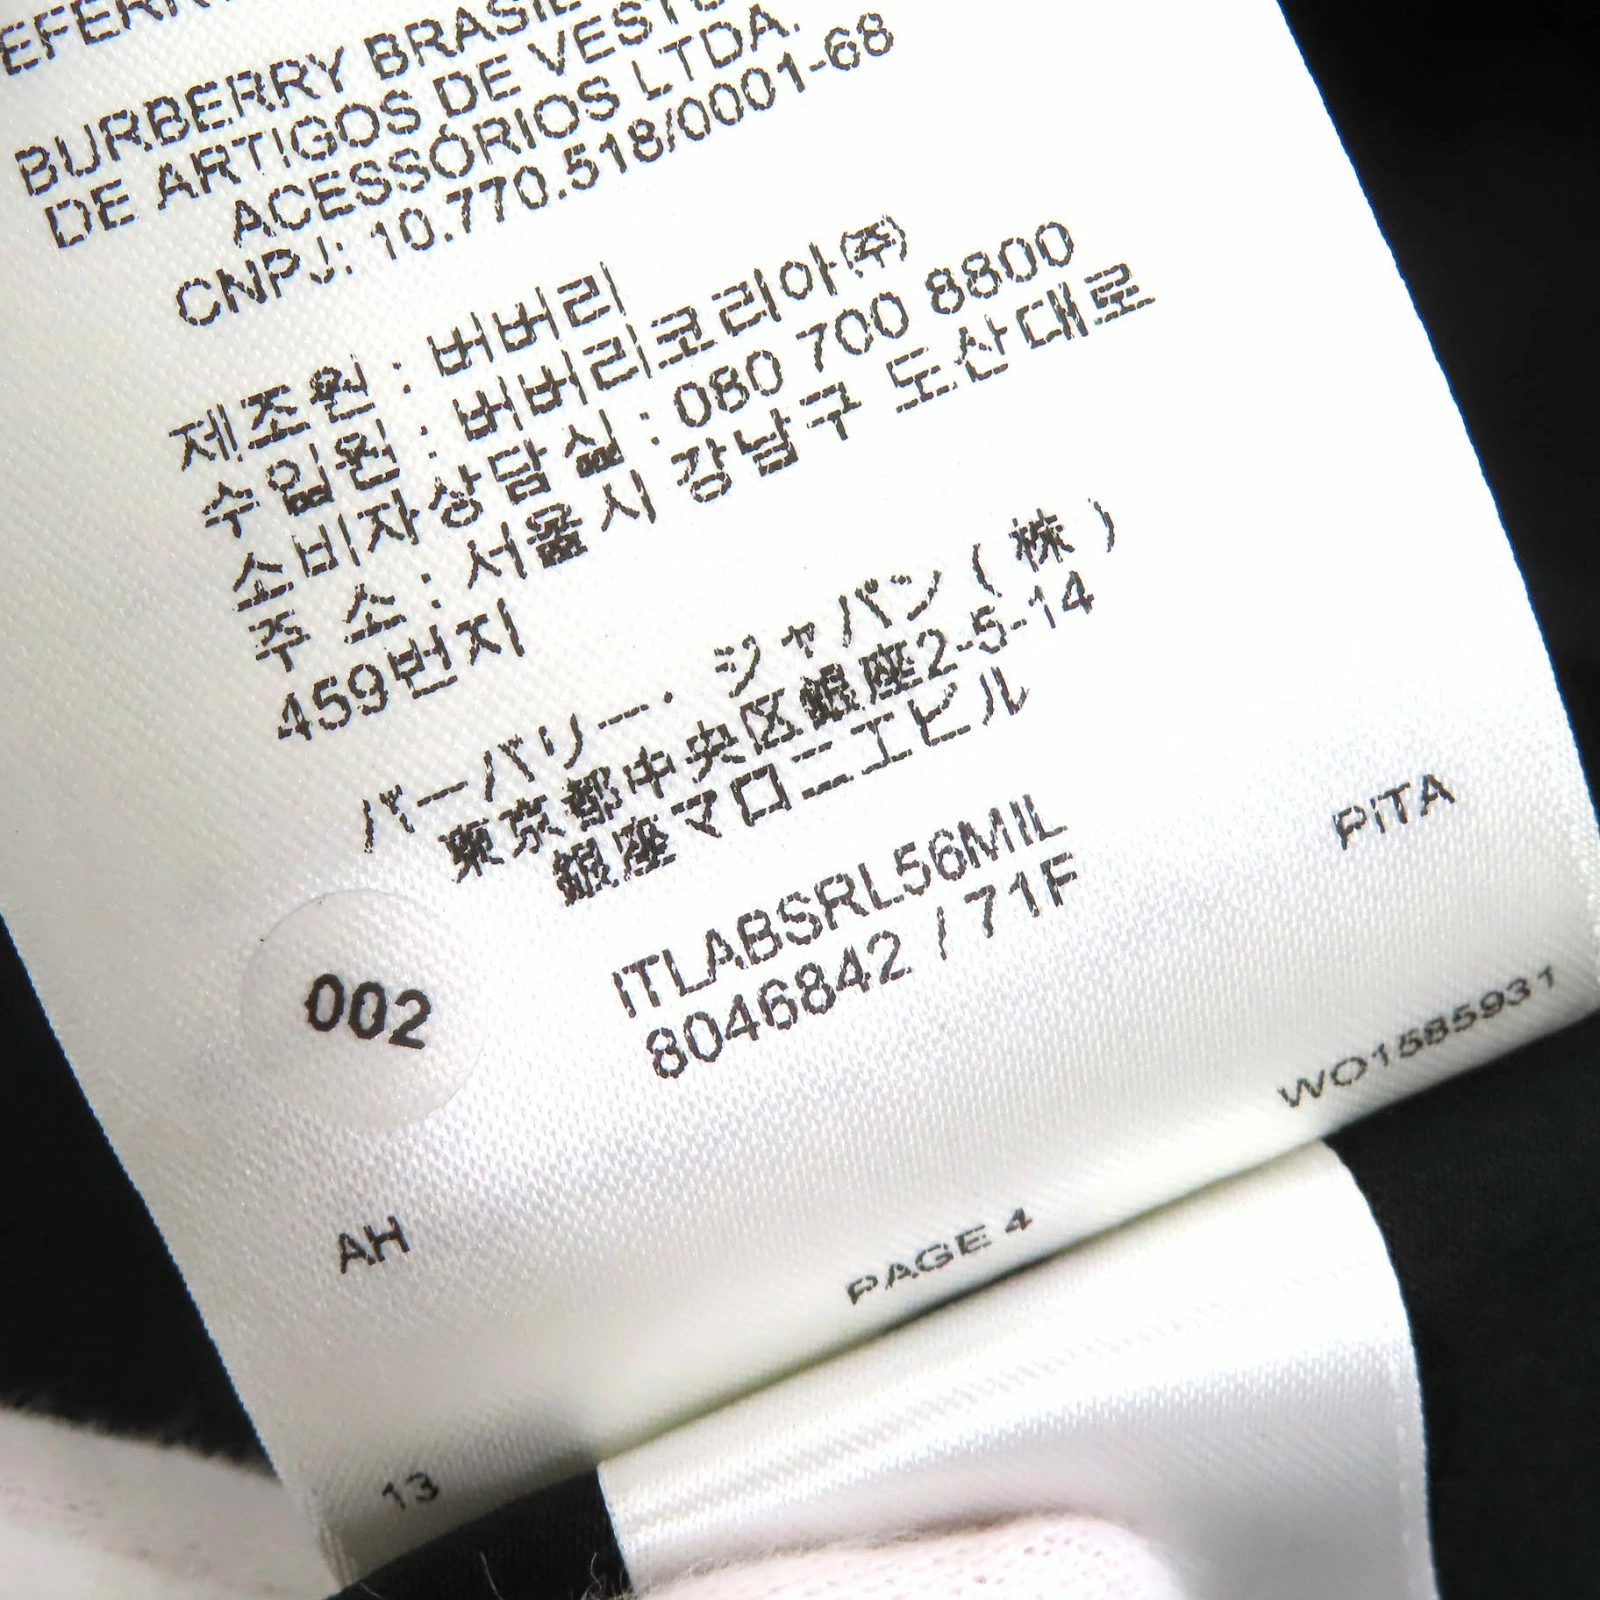 BURBERRY BRASIL
DE ARTIGOS DE
ACESSÓRIOS LTDA.
CNPJ: 10.770.518/0001-68
제조원 : 버버리
수입원 : 버버리코리아㈜
소비자상담실 : 080 700 8800
주 소 : 서울시 강남구 도산대로
459번지
バーバリー・ジャパン(株)
東京都中央区銀座2-5-14
銀座マロニエビル
PITA
ITLABSRL56MIL
8046842 / 71F
002
WO1585931
AH
PAGE 4
13